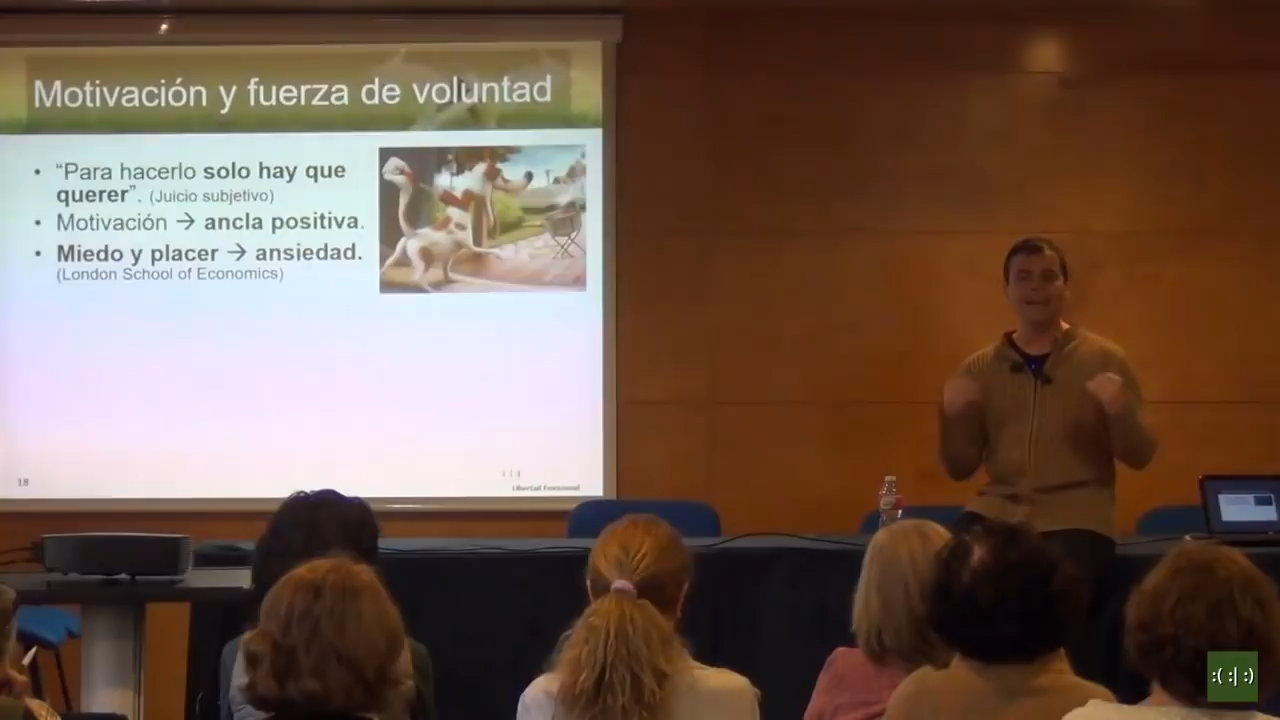 Motivación y fuerza de voluntad
• “Para hacerlo solo hay que
querer”. (Juicio subjetivo)
• Motivación → ancla positiva.
• Miedo y placer → ansiedad.
(London School of Economics)
18
Libertad Emocional
:( :| :)